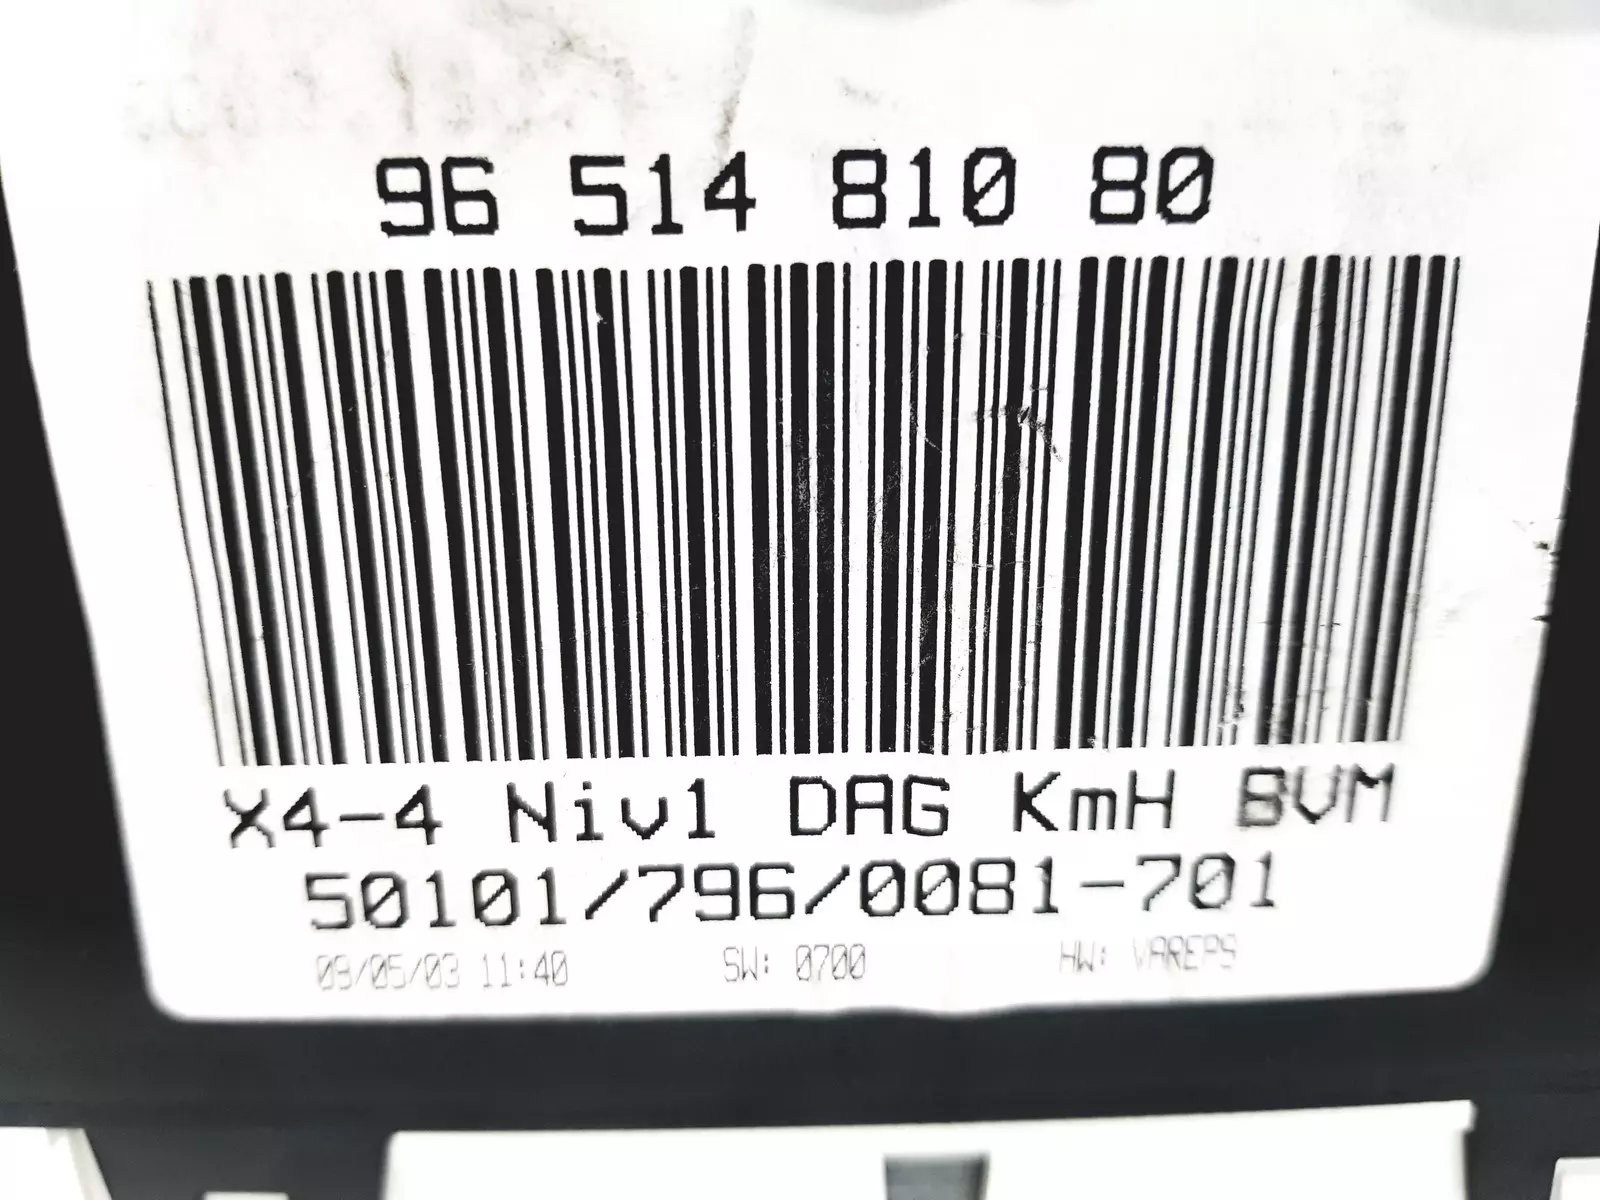 96 514 810 80
X4-4 Niv1 DAG KmH BVM
50101/796/0081-701
09/05/03 11:40 SW: 0700 HW: VAREPS